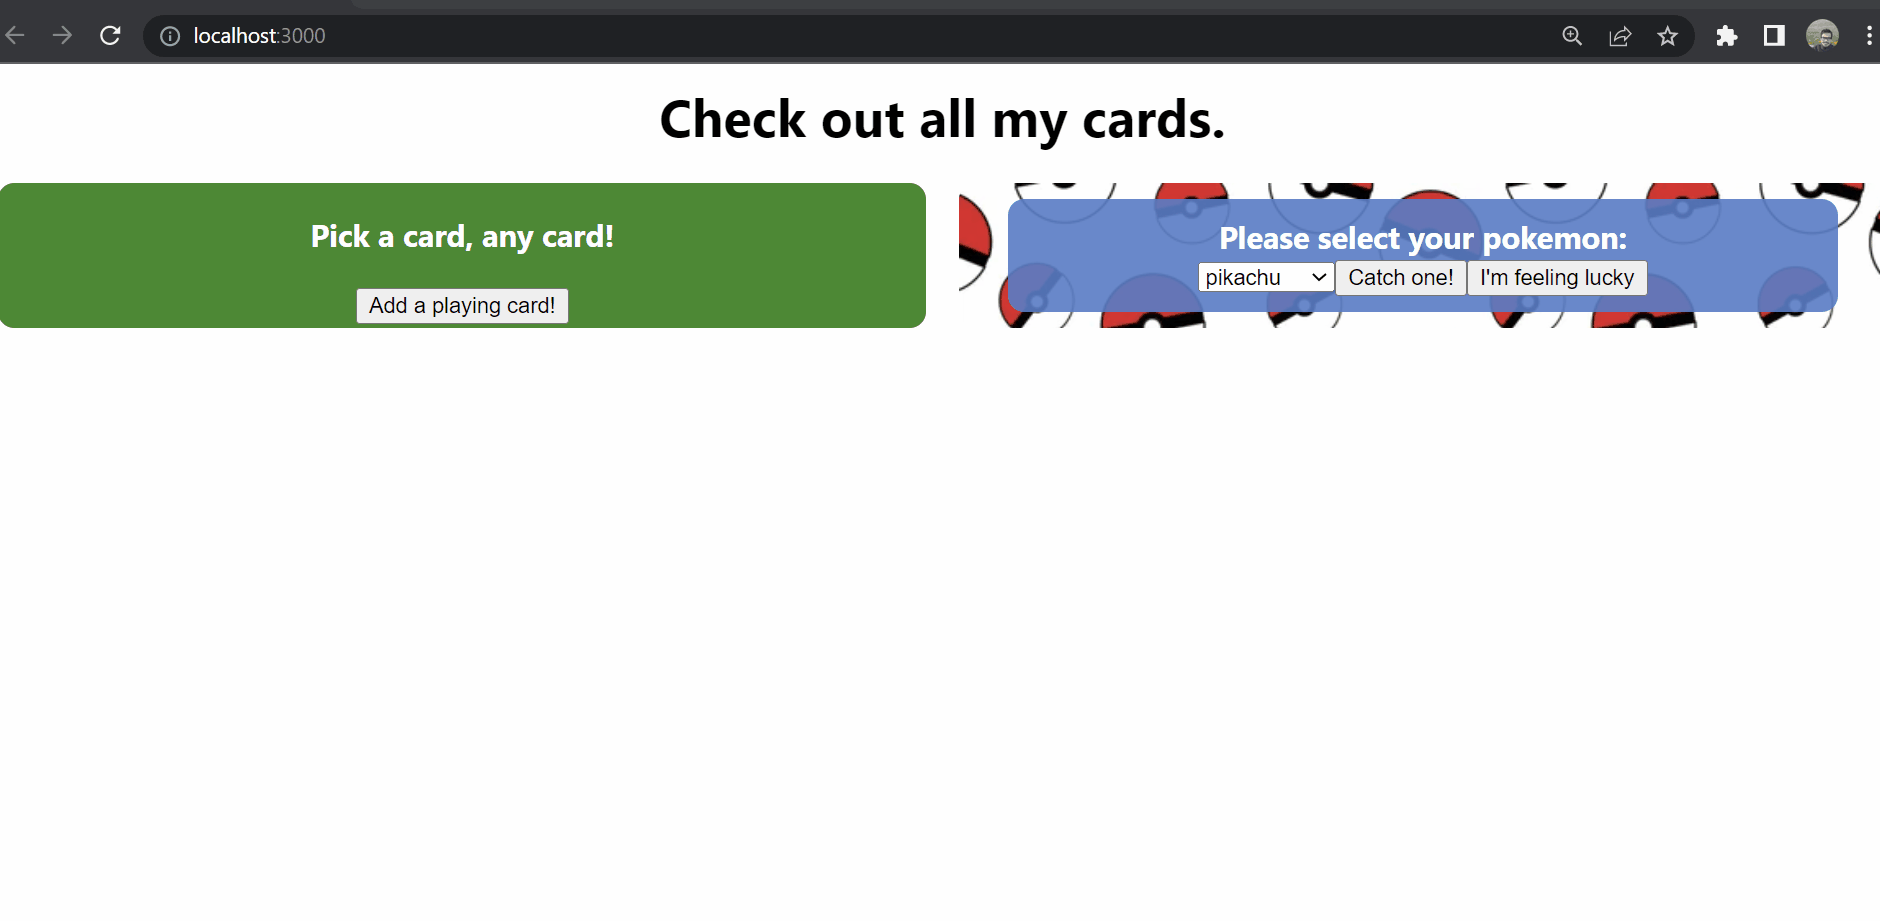 localhost:3000
Check out all my cards.
Pick a card, any card!
Add a playing card!
Please select your pokemon:
pikachu Catch one! I'm feeling lucky